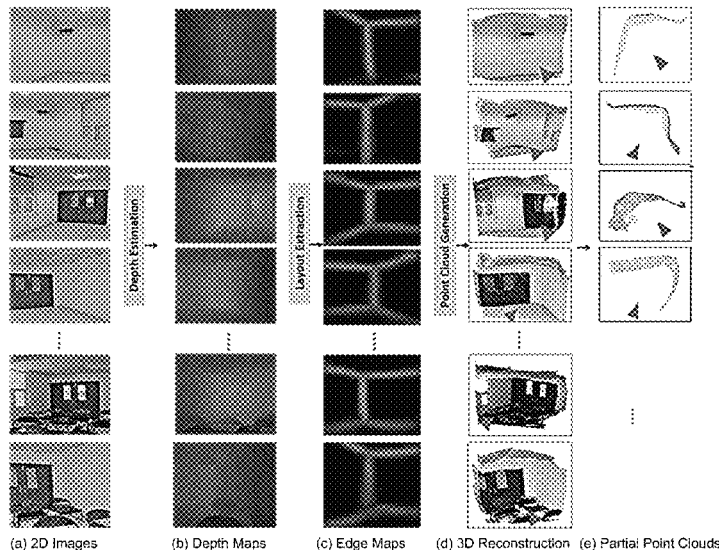 Depth Estimation
Layout Extraction
Point Cloud Generation
(a) 2D Images
(b) Depth Maps
(c) Edge Maps
(d) 3D Reconstruction
(e) Partial Point Clouds